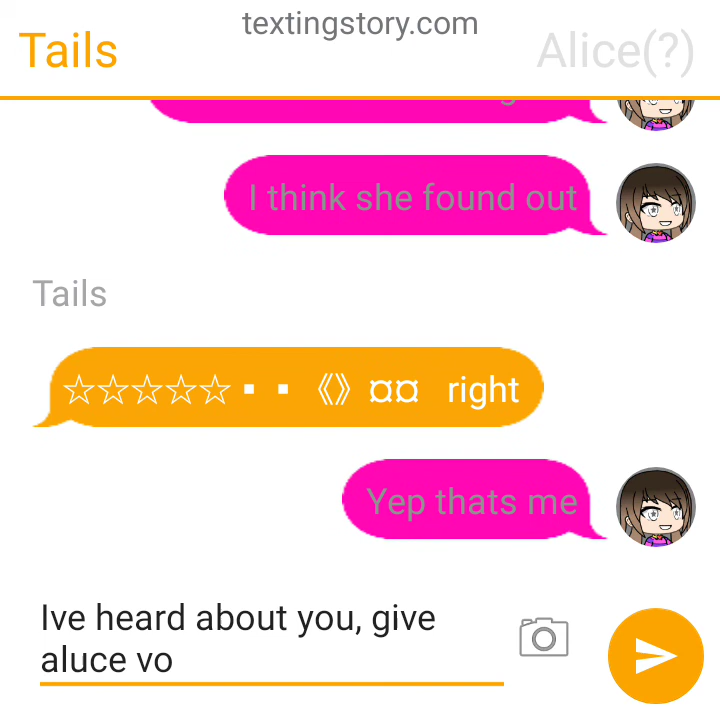 textingstory.com
Tails
Alice(?)
I think she found out
Tails
☆☆☆☆☆▪▪ 《》 ¤¤ right
Yep thats me
Ive heard about you, give
aluce vo